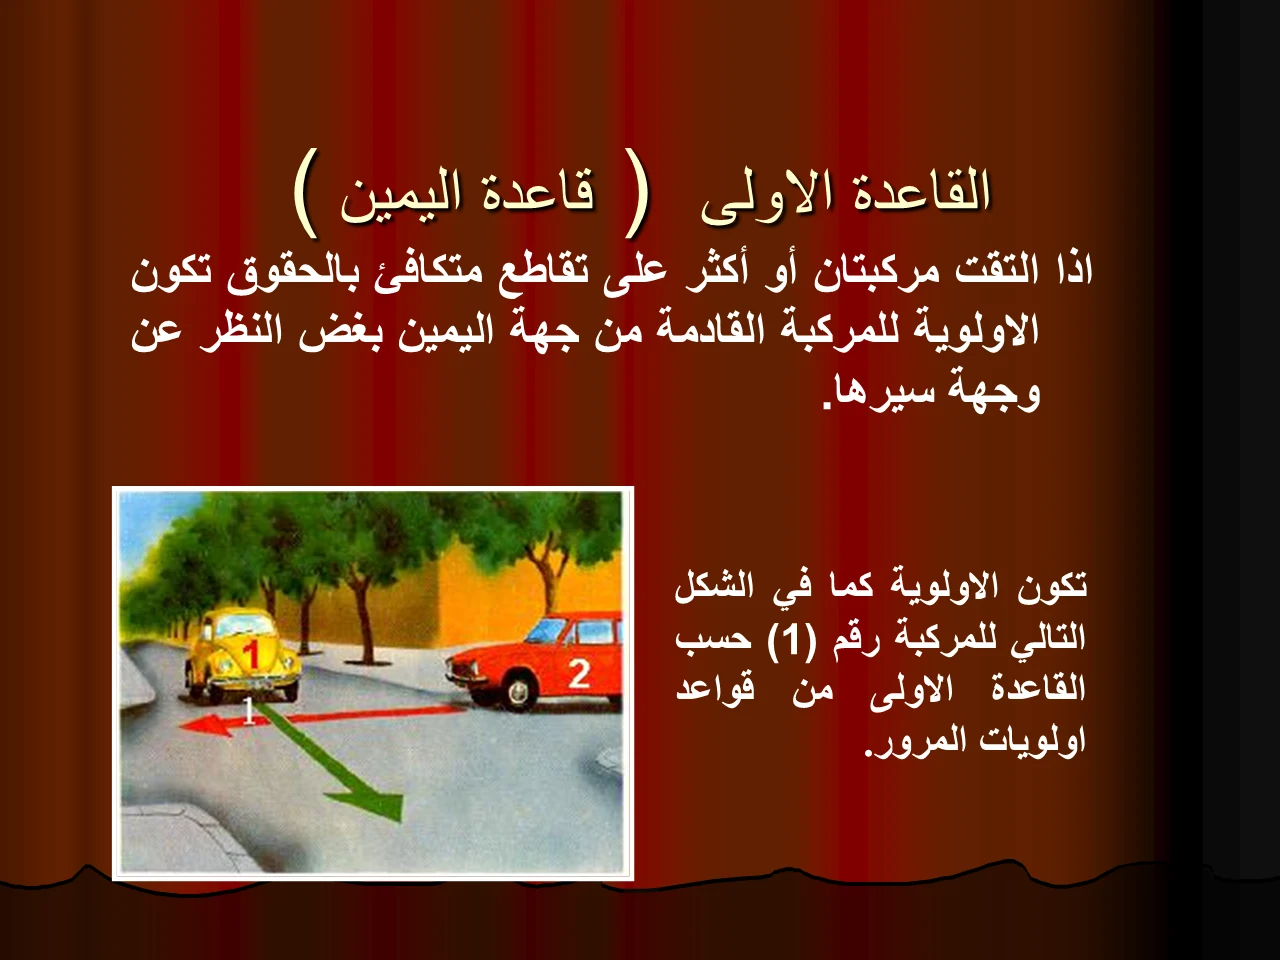 القاعدة الاولى ( قاعدة اليمين )
اذا التقت مركبتان أو أكثر على تقاطع متكافئ بالحقوق تكون
الاولوية للمركبة القادمة من جهة اليمين بغض النظر عن
وجهة سيرها.
تكون الاولوية كما في الشكل
التالي للمركبة رقم (1) حسب
القاعدة الاولى من قواعد
اولويات المرور.
1
2
1